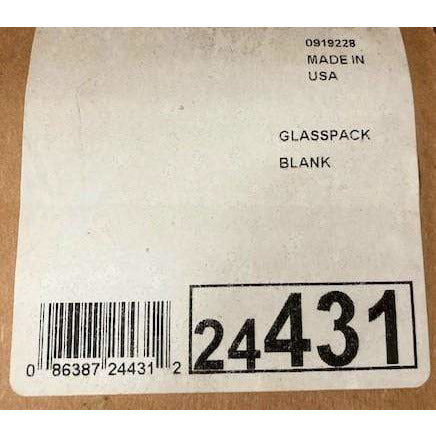 0919228
MADE IN
USA
GLASSPACK
BLANK
24431
0 86387 24431 2